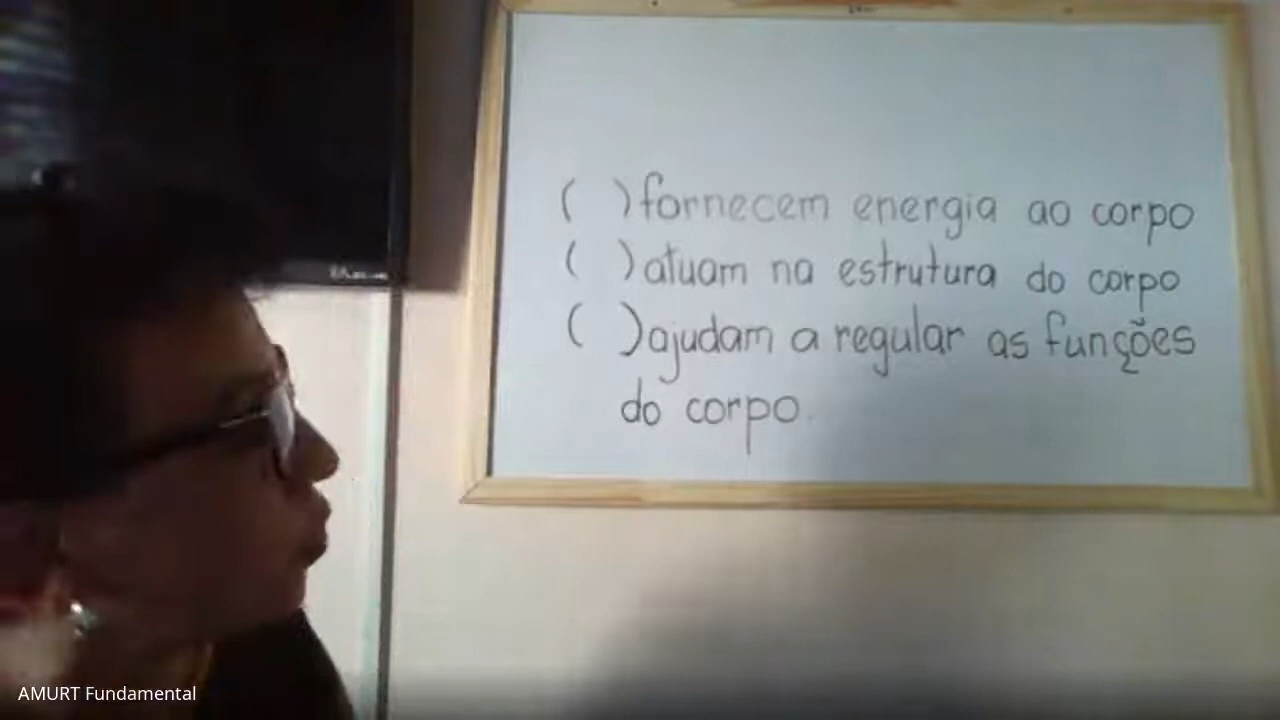 ( ) fornecem energia ao corpo
( ) atuam na estrutura do corpo
( ) ajudam a regular as funções
do corpo.
AMURT Fundamental